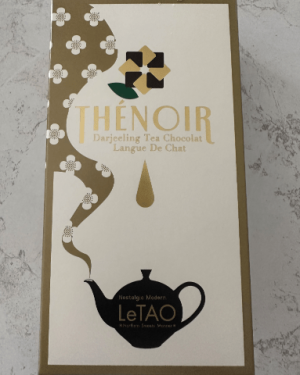 THÉNOIR
Darjeeling Tea Chocolat
Langue De Chat
Nostalgic Modern
LeTAO